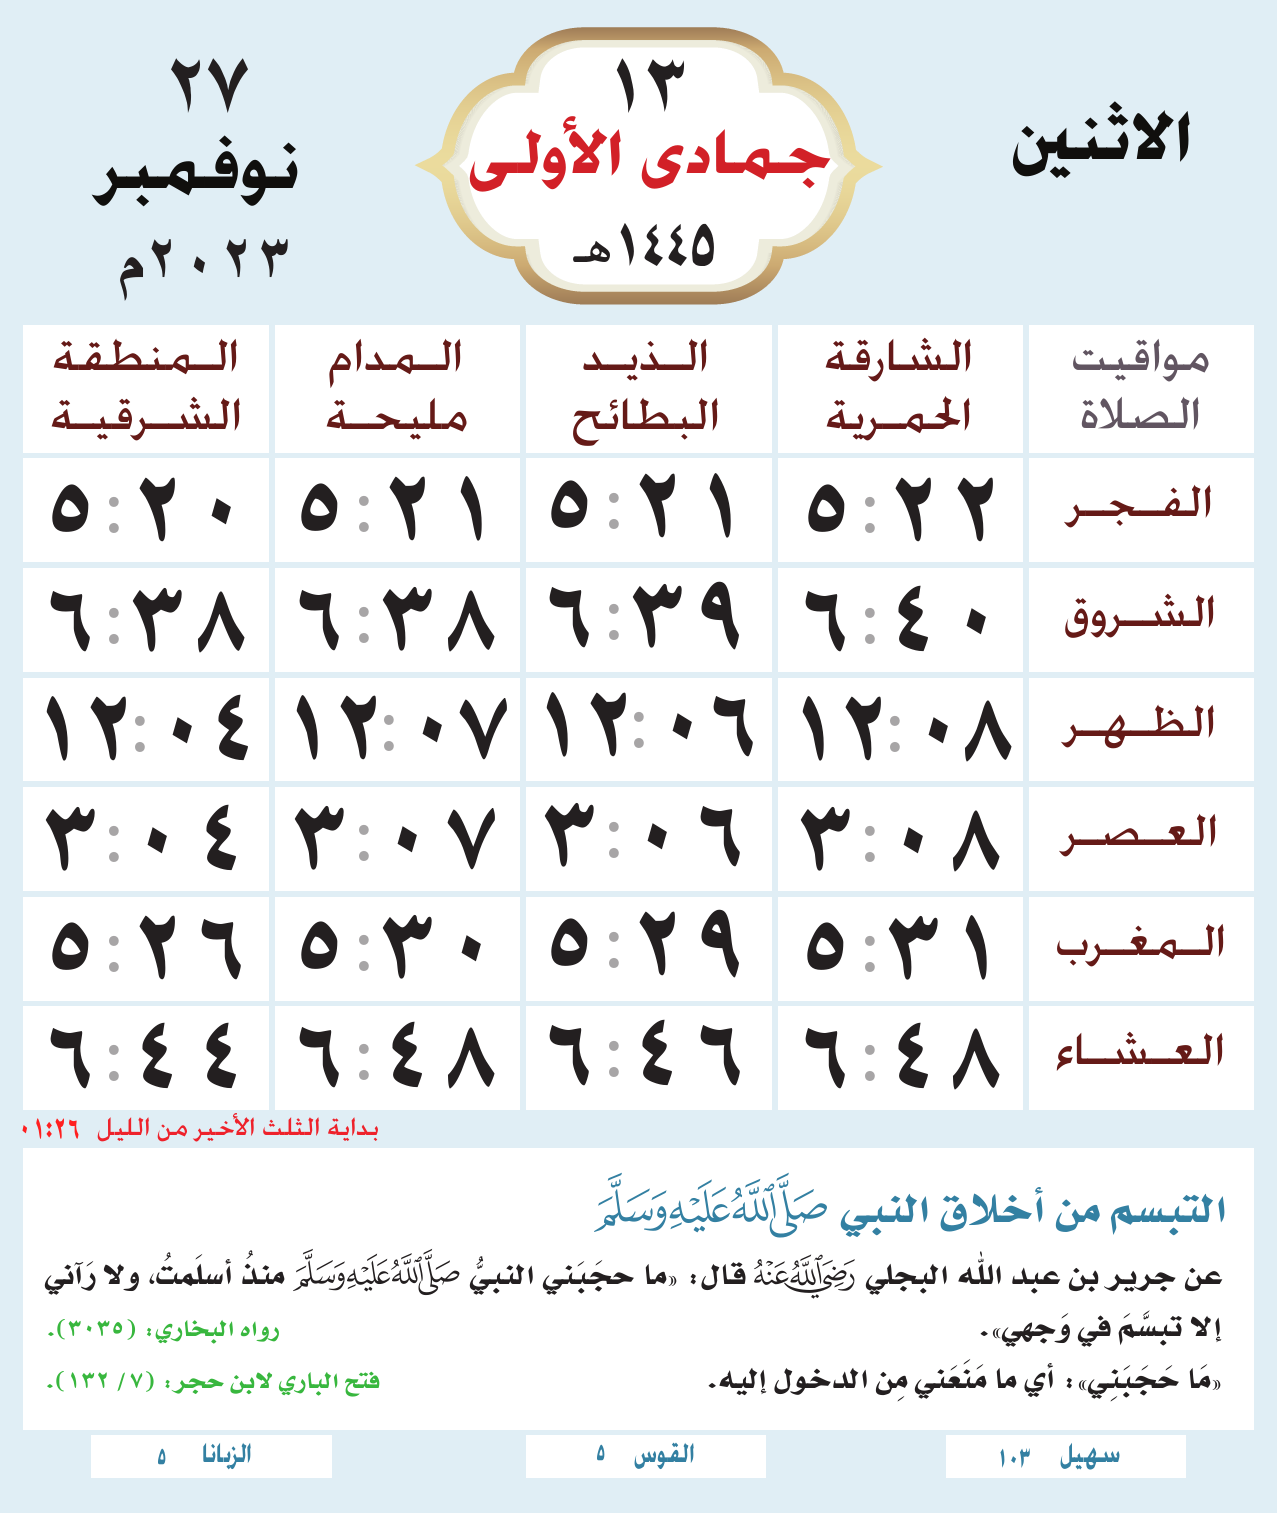 الاثنين
١٣
جمادى الأولى
١٤٤٥هـ
٢٧
نوفمبر
٢٠٢٣م
مواقيت الصلاة
الشارقة الحمرية
الذيد البطائح
المدام مليحة
المنطقة الشرقية
الفجر ٥:٢٢ ٥:٢١ ٥:٢١ ٥:٢٠
الشروق ٦:٤٠ ٦:٣٩ ٦:٣٨ ٦:٣٨
الظهر ١٢:٠٨ ١٢:٠٦ ١٢:٠٧ ١٢:٠٤
العصر ٣:٠٨ ٣:٠٦ ٣:٠٧ ٣:٠٤
المغرب ٥:٣١ ٥:٢٩ ٥:٣٠ ٥:٢٦
العشاء ٦:٤٨ ٦:٤٦ ٦:٤٨ ٦:٤٤
بداية الثلث الأخير من الليل ٠١:٢٦
التبسم من أخلاق النبي صَلَّى اللَّهُ عَلَيْهِ وَسَلَّمَ
عن جرير بن عبد الله البجلي رَضِيَ اللَّهُ عَنْهُ قال: «ما حجَبَني النبيُّ صَلَّى اللَّهُ عَلَيْهِ وَسَلَّمَ منذُ أسلَمتُ، ولا رَآني
إلا تبسَّمَ في وَجهي». رواه البخاري: (٣٠٣٥).
«مَا حَجَبَنِي»: أي ما مَنَعَني مِن الدخول إليه. فتح الباري لابن حجر: (٧/ ١٣٢).
سهيل ١٠٣
القوس ٥
الزبانا ٥